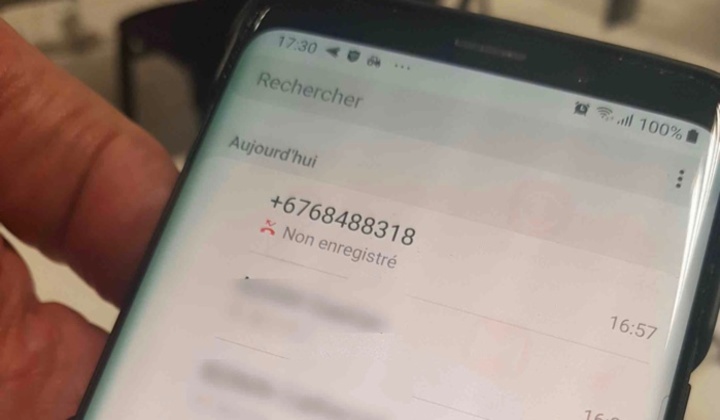 17:30 100%
Rechercher
Aujourd'hui
+6768488318
Non enregistré
16:57